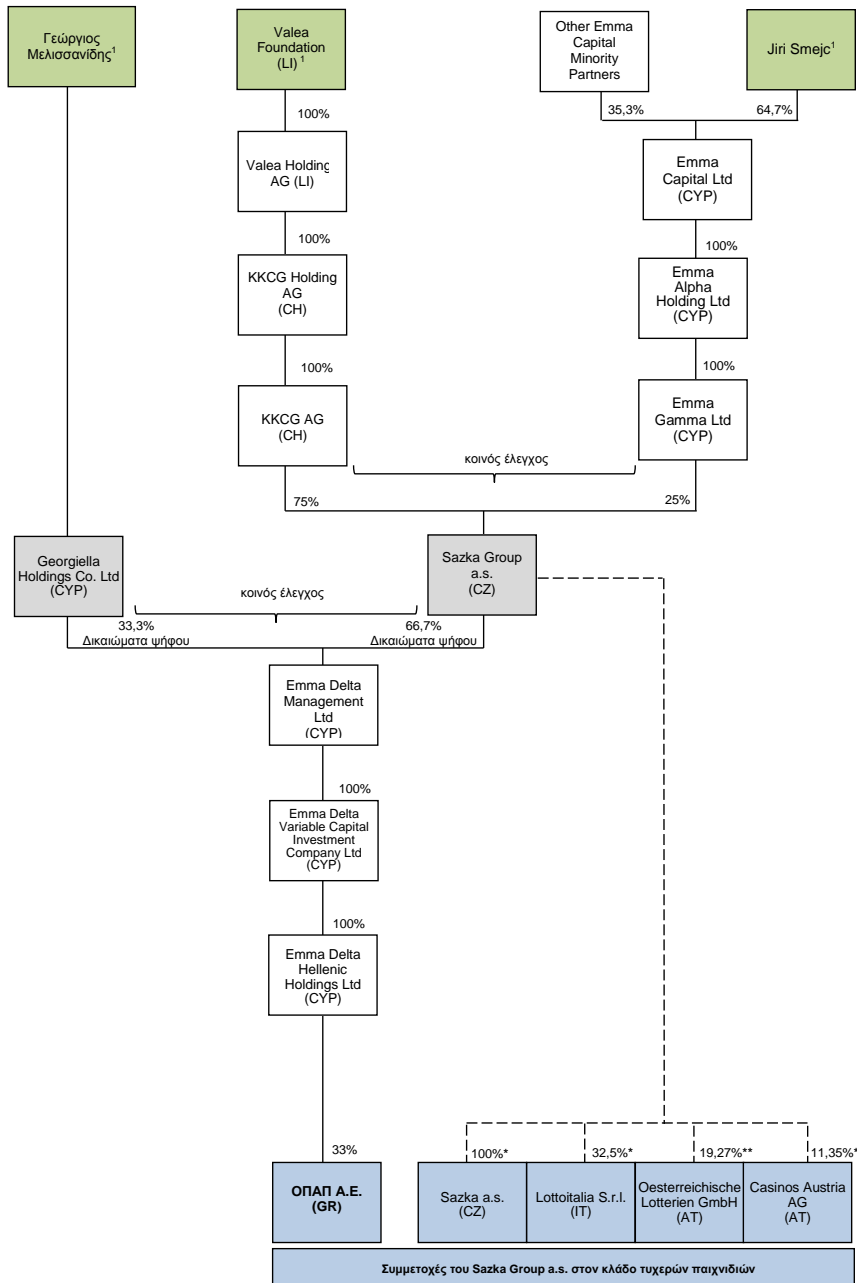 Γεώργιος
Μελισσανίδης¹
Valea
Foundation
(LI) ¹
Other Emma
Capital
Minority
Partners
Jiri Smejc¹
100%
35,3%
64,7%
Valea Holding
AG (LI)
Emma
Capital Ltd
(CYP)
100%
100%
KKCG Holding
AG
(CH)
Emma
Alpha
Holding Ltd
(CYP)
100%
100%
KKCG AG
(CH)
Emma
Gamma Ltd
(CYP)
κοινός έλεγχος
75%
25%
Georgiella
Holdings Co. Ltd
(CYP)
Sazka Group
a.s.
(CZ)
κοινός έλεγχος
33,3%
Δικαιώματα ψήφου
66,7%
Δικαιώματα ψήφου
Emma Delta
Management
Ltd
(CYP)
100%
Emma Delta
Variable Capital
Investment
Company Ltd
(CYP)
100%
Emma Delta
Hellenic
Holdings Ltd
(CYP)
33%
100%*
32,5%*
19,27%**
11,35%*
ΟΠΑΠ Α.Ε.
(GR)
Sazka a.s.
(CZ)
Lottoitalia S.r.l.
(IT)
Oesterreichische
Lotterien GmbH
(AT)
Casinos Austria
AG
(AT)
Συμμετοχές του Sazka Group a.s. στον κλάδο τυχερών παιχνιδιών